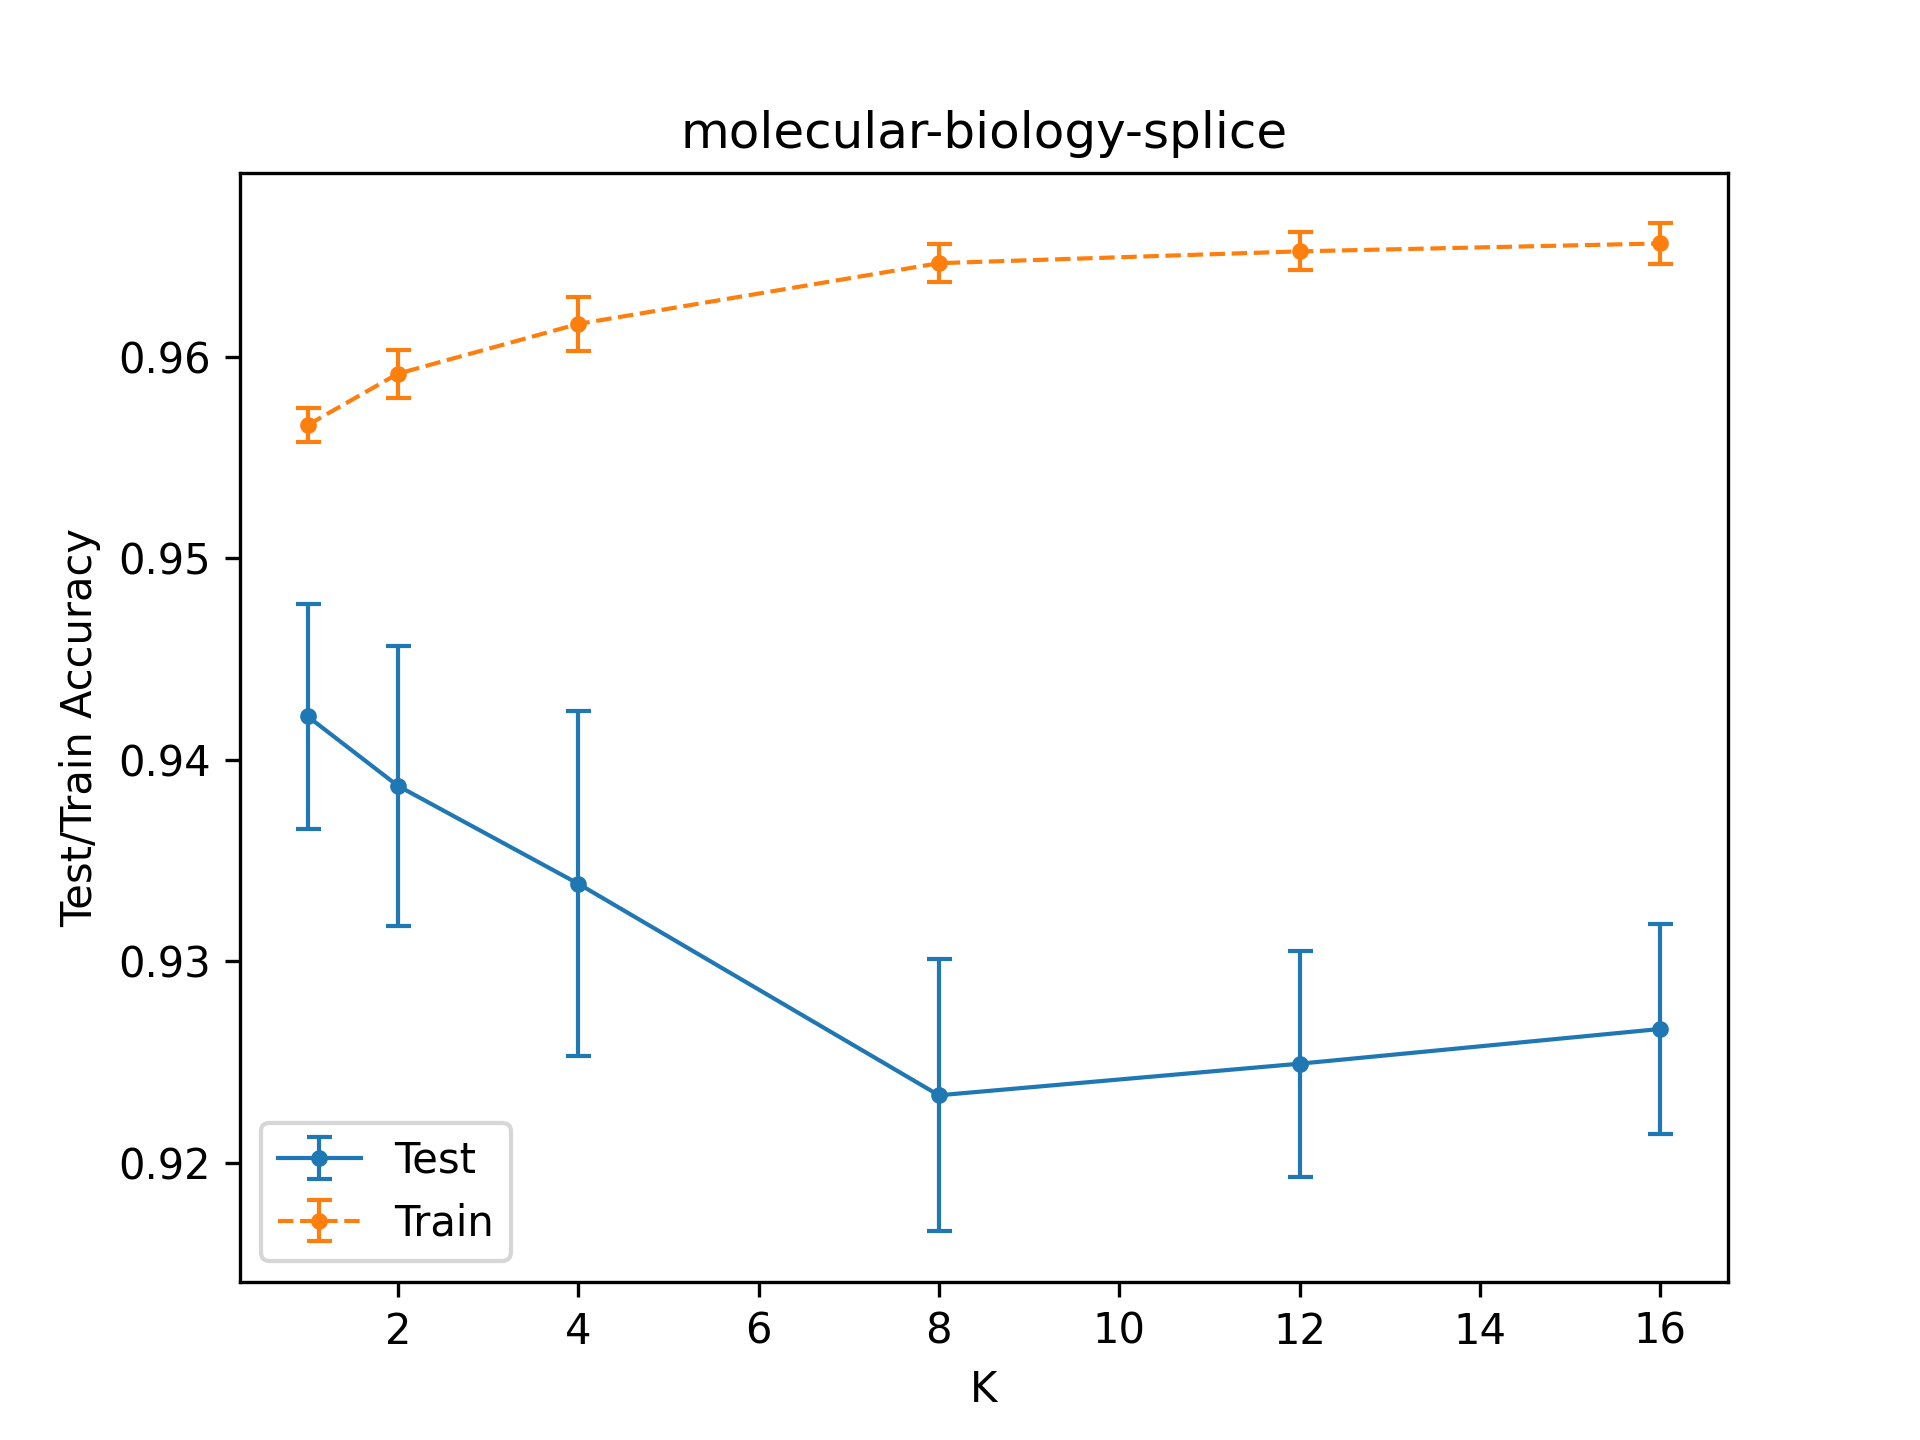 molecular-biology-splice
Test/Train Accuracy
0.96
0.95
0.94
0.93
0.92
Test
Train
2 4 6 8 10 12 14 16
K